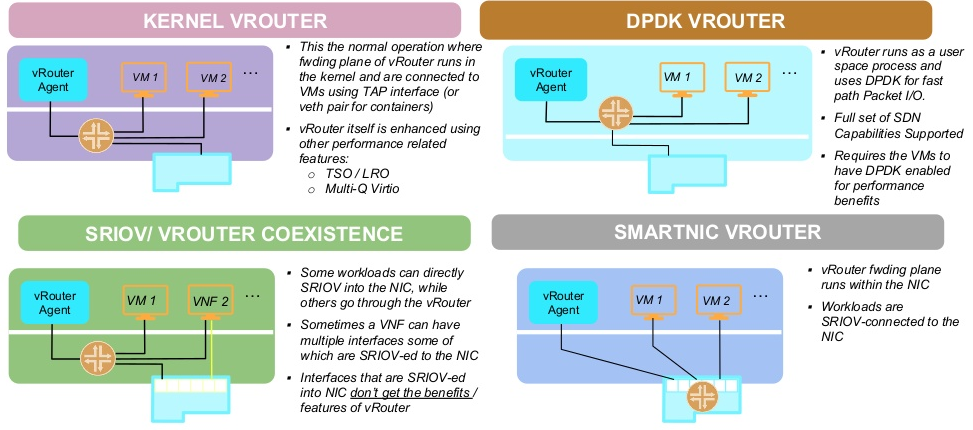 KERNEL VROUTER
vRouter
Agent
VM 1
VM 2
...
▪ This the normal operation where
fwding plane of vRouter runs in
the kernel and are connected to
VMs using TAP interface (or
veth pair for containers)
▪ vRouter itself is enhanced using
other performance related
features:
o TSO / LRO
o Multi-Q Virtio
DPDK VROUTER
vRouter
Agent
VM 1
VM 2
...
▪ vRouter runs as a user
space process and
uses DPDK for fast
path Packet I/O.
▪ Full set of SDN
Capabilities Supported
▪ Requires the VMs to
have DPDK enabled
for performance
benefits
SRIOV/ VROUTER COEXISTENCE
vRouter
Agent
VM 1
VNF 2
...
▪ Some workloads can directly
SRIOV into the NIC, while
others go through the vRouter
▪ Sometimes a VNF can have
multiple interfaces some of
which are SRIOV-ed to the NIC
▪ Interfaces that are SRIOV-ed
into NIC don't get the benefits /
features of vRouter
SMARTNIC VROUTER
vRouter
Agent
VM 1
VM 2
...
▪ vRouter fwding plane
runs within the NIC
▪ Workloads are
SRIOV-connected to the
NIC